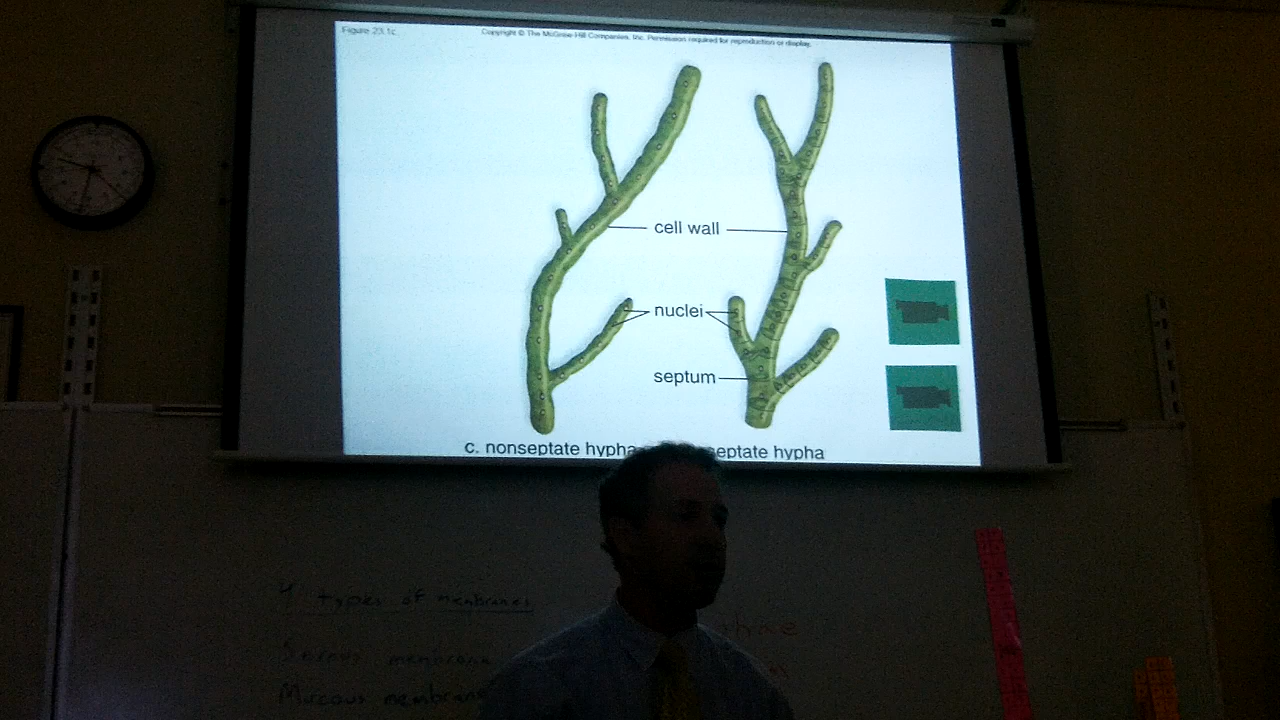 Figure 23.1c
Copyright © The McGraw-Hill Companies, Inc. Permission required for reproduction or display.
cell wall
nuclei
septum
c. nonseptate hypha septate hypha
4 types of membranes
Serous membrane
Mucous membrane